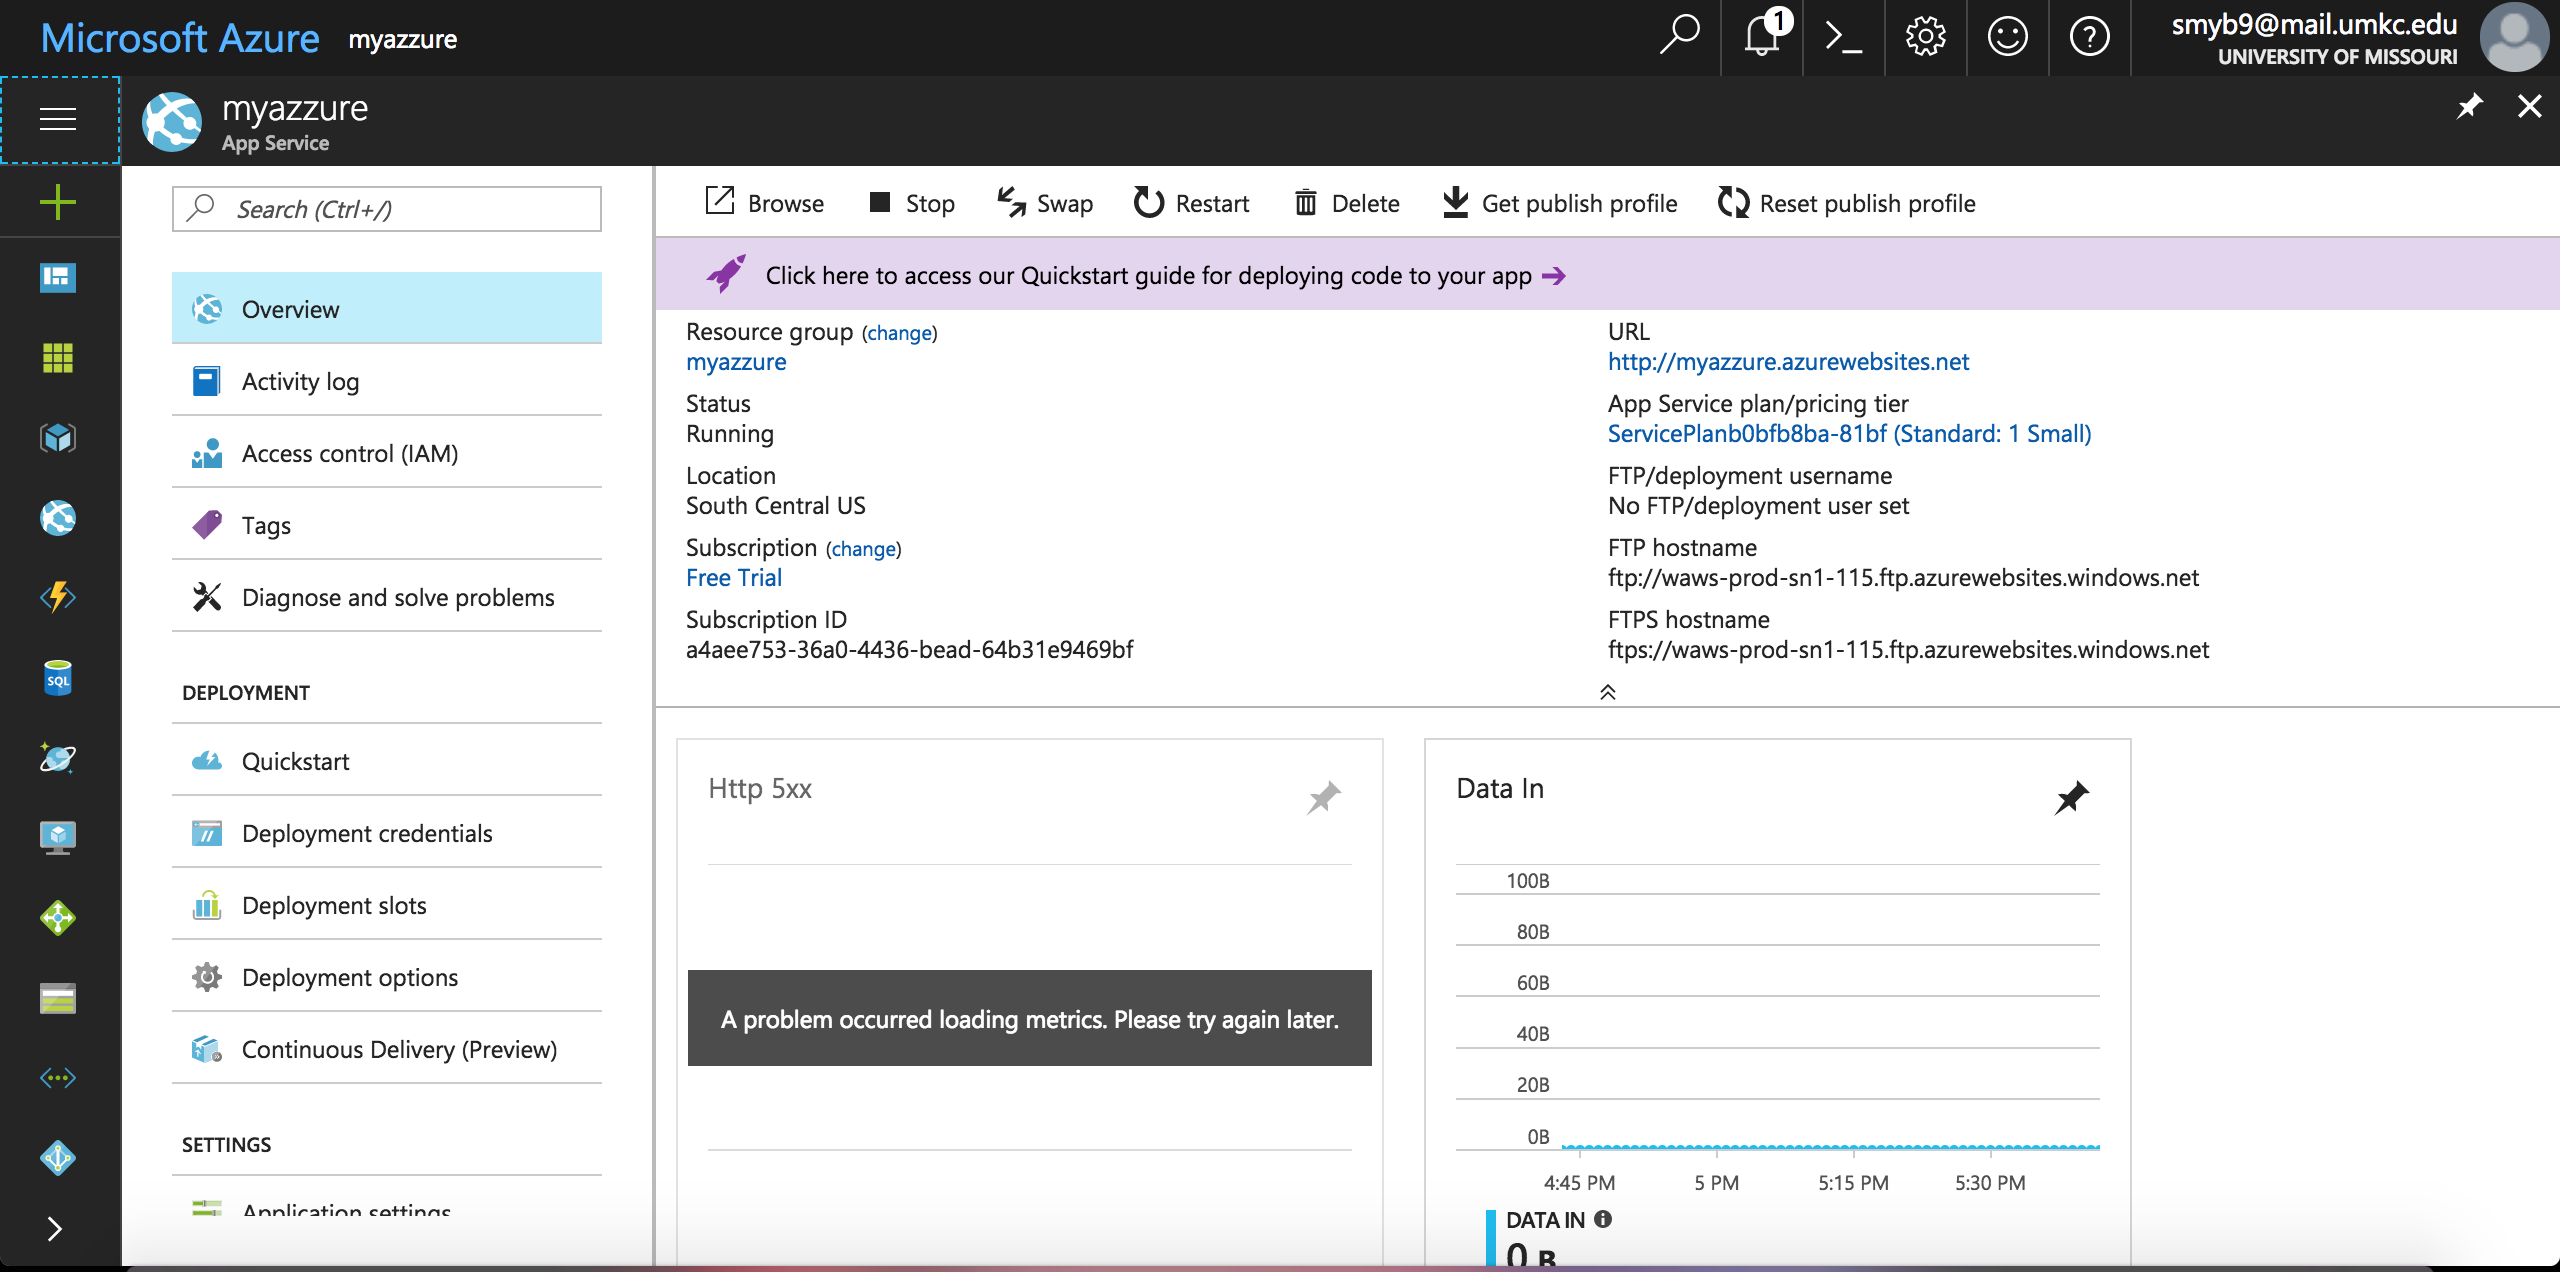 Microsoft Azure myazzure
1
smyb9@mail.umkc.edu
UNIVERSITY OF MISSOURI
myazzure
App Service
Search (Ctrl+/)
Overview
Activity log
Access control (IAM)
Tags
Diagnose and solve problems
DEPLOYMENT
Quickstart
Deployment credentials
Deployment slots
Deployment options
Continuous Delivery (Preview)
SETTINGS
Application settings
SQL
Browse Stop Swap Restart Delete Get publish profile Reset publish profile
Click here to access our Quickstart guide for deploying code to your app
Resource group (change)
myazzure
Status
Running
Location
South Central US
Subscription (change)
Free Trial
Subscription ID
a4aee753-36a0-4436-bead-64b31e9469bf
URL
http://myazzure.azurewebsites.net
App Service plan/pricing tier
ServicePlanb0bfb8ba-81bf (Standard: 1 Small)
FTP/deployment username
No FTP/deployment user set
FTP hostname
ftp://waws-prod-sn1-115.ftp.azurewebsites.windows.net
FTPS hostname
ftps://waws-prod-sn1-115.ftp.azurewebsites.windows.net
Http 5xx
A problem occurred loading metrics. Please try again later.
Data In
100B
80B
60B
40B
20B
0B
4:45 PM 5 PM 5:15 PM 5:30 PM
DATA IN
0 B